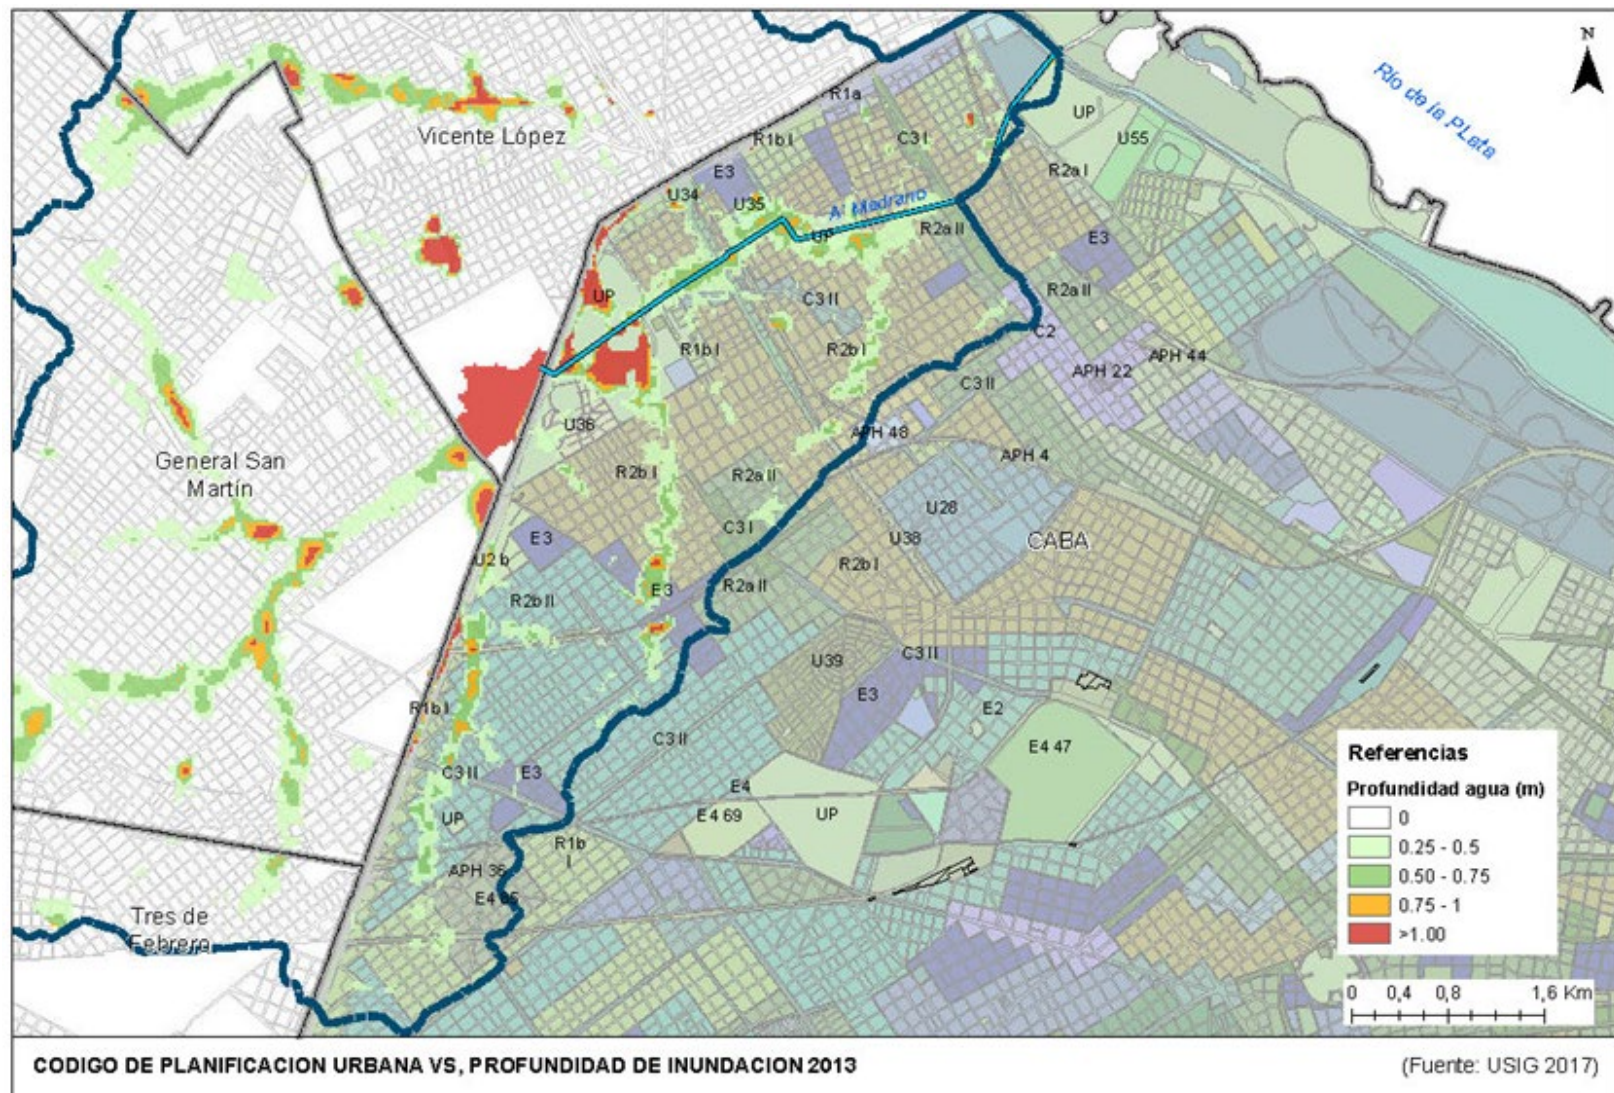 N
Río de la PLata
Vicente López
R1a
R1b I
C3 I
UP
U55
R2a I
E3
U34
U35
A. Medrano
UP
R2a II
E3
R2a II
UP
C3 II
R1b I
R2b I
C2
APH 22
APH 44
C3 II
U36
APH 48
General San
Martín
R2b I
R2a II
APH 4
U28
C3 I
U38
CABA
E3
U2 b
R2b I
R2a II
E3
R2b II
U39
C3 II
E3
R1b I
E2
C3 II
E4 47
C3 II
E3
E4
E4 69
UP
UP
R1b
I
APH 36
Tres de
Febrero
Referencias
Profundidad agua (m)
0
0.25 - 0.5
0.50 - 0.75
0.75 - 1
>1.00
0 0,4 0,8 1,6 Km
CODIGO DE PLANIFICACION URBANA VS, PROFUNDIDAD DE INUNDACION 2013
(Fuente: USIG 2017)